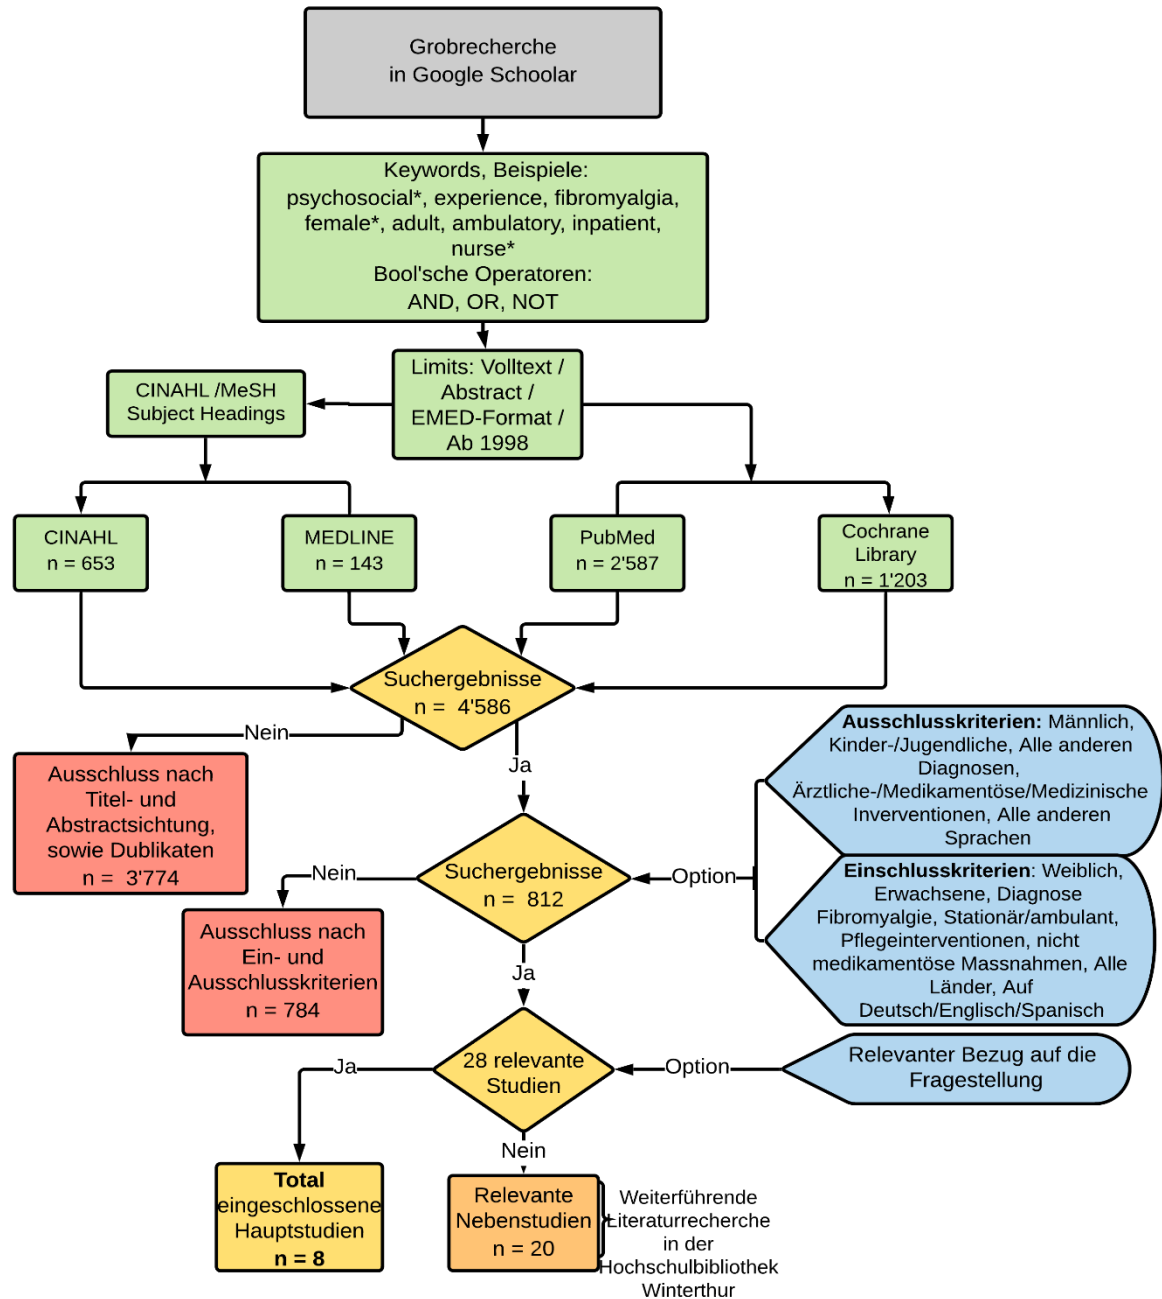 Grobrecherche
in Google Schoolar
Keywords, Beispiele:
psychosocial*, experience, fibromyalgia,
female*, adult, ambulatory, inpatient,
nurse*
Bool'sche Operatoren:
AND, OR, NOT
Limits: Volltext /
Abstract /
EMED-Format /
Ab 1998
CINAHL /MeSH
Subject Headings
CINAHL
n = 653
MEDLINE
n = 143
PubMed
n = 2'587
Cochrane
Library
n = 1'203
Suchergebnisse
n =  4'586
Nein
Ja
Ausschluss nach
Titel- und
Abstractsichtung,
sowie Dublikaten
n =  3'774
Ausschlusskriterien: Männlich,
Kinder-/Jugendliche, Alle anderen
Diagnosen,
Ärztliche-/Medikamentöse/Medizinische
Inverventionen, Alle anderen
Sprachen
Suchergebnisse
n =  812
Option
Nein
Ja
Einschlusskriterien: Weiblich,
Erwachsene, Diagnose
Fibromyalgie, Stationär/ambulant,
Pflegeinterventionen, nicht
medikamentöse Massnahmen, Alle
Länder, Auf
Deutsch/Englisch/Spanisch
Ausschluss nach
Ein- und
Ausschlusskriterien
n = 784
28 relevante
Studien
Option
Relevanter Bezug auf die
Fragestellung
Ja
Nein
Total
eingeschlossene
Hauptstudien
n = 8
Relevante
Nebenstudien
n = 20
Weiterführende
Literaturrecherche
in der
Hochschulbibliothek
Winterthur